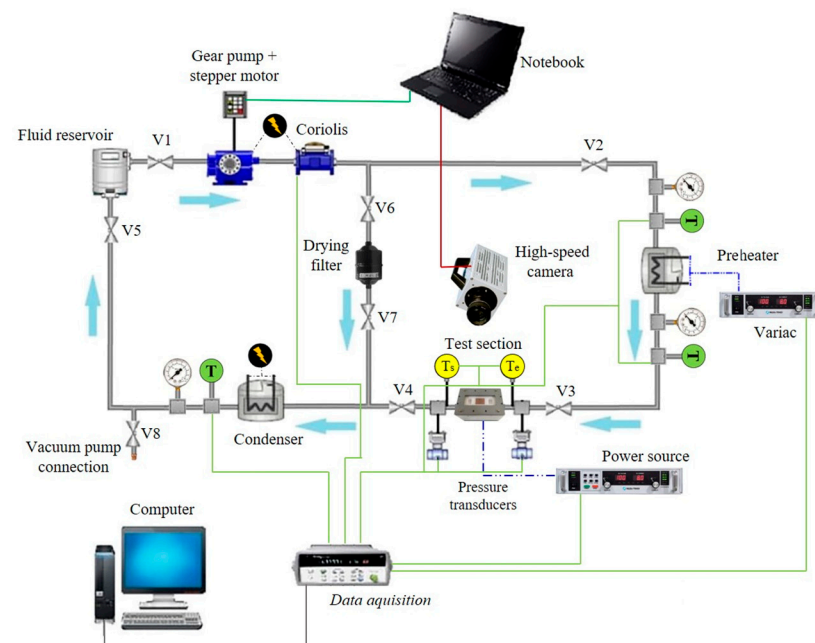 Gear pump +
stepper motor
Notebook
Fluid reservoir
V1
Coriolis
V2
V6
V5
T
Drying
filter
High-speed
camera
Preheater
V7
Variac
Test section
T
Ts
Te
T
V4
V3
V8
Condenser
Vacuum pump
connection
Power source
Pressure
transducers
Computer
Data aquisition